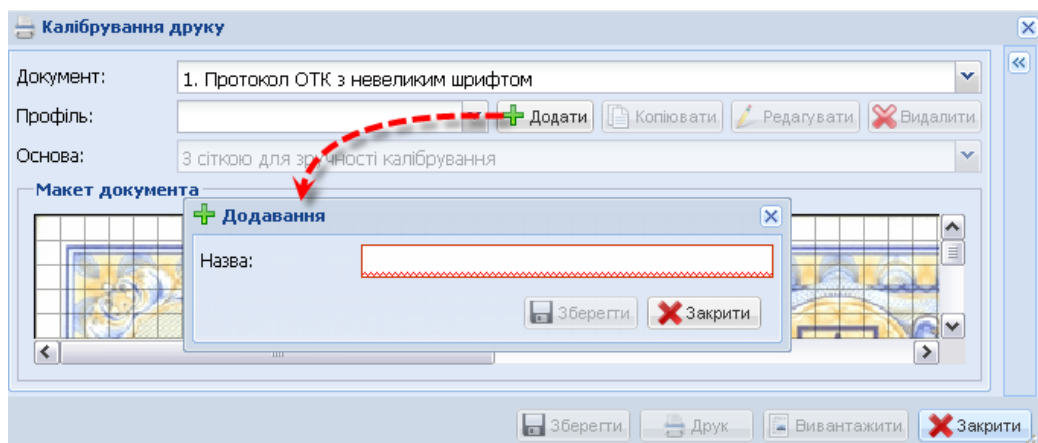 Калібрування друку
Документ: 1. Протокол ОТК з невеликим шрифтом
Профіль: Додати Копіювати Редагувати Видалити
Основа: З сіткою для зручності калібрування
Макет документа
Додавання
Назва:
Зберегти Закрити
Зберегти Друк Вивантажити Закрити